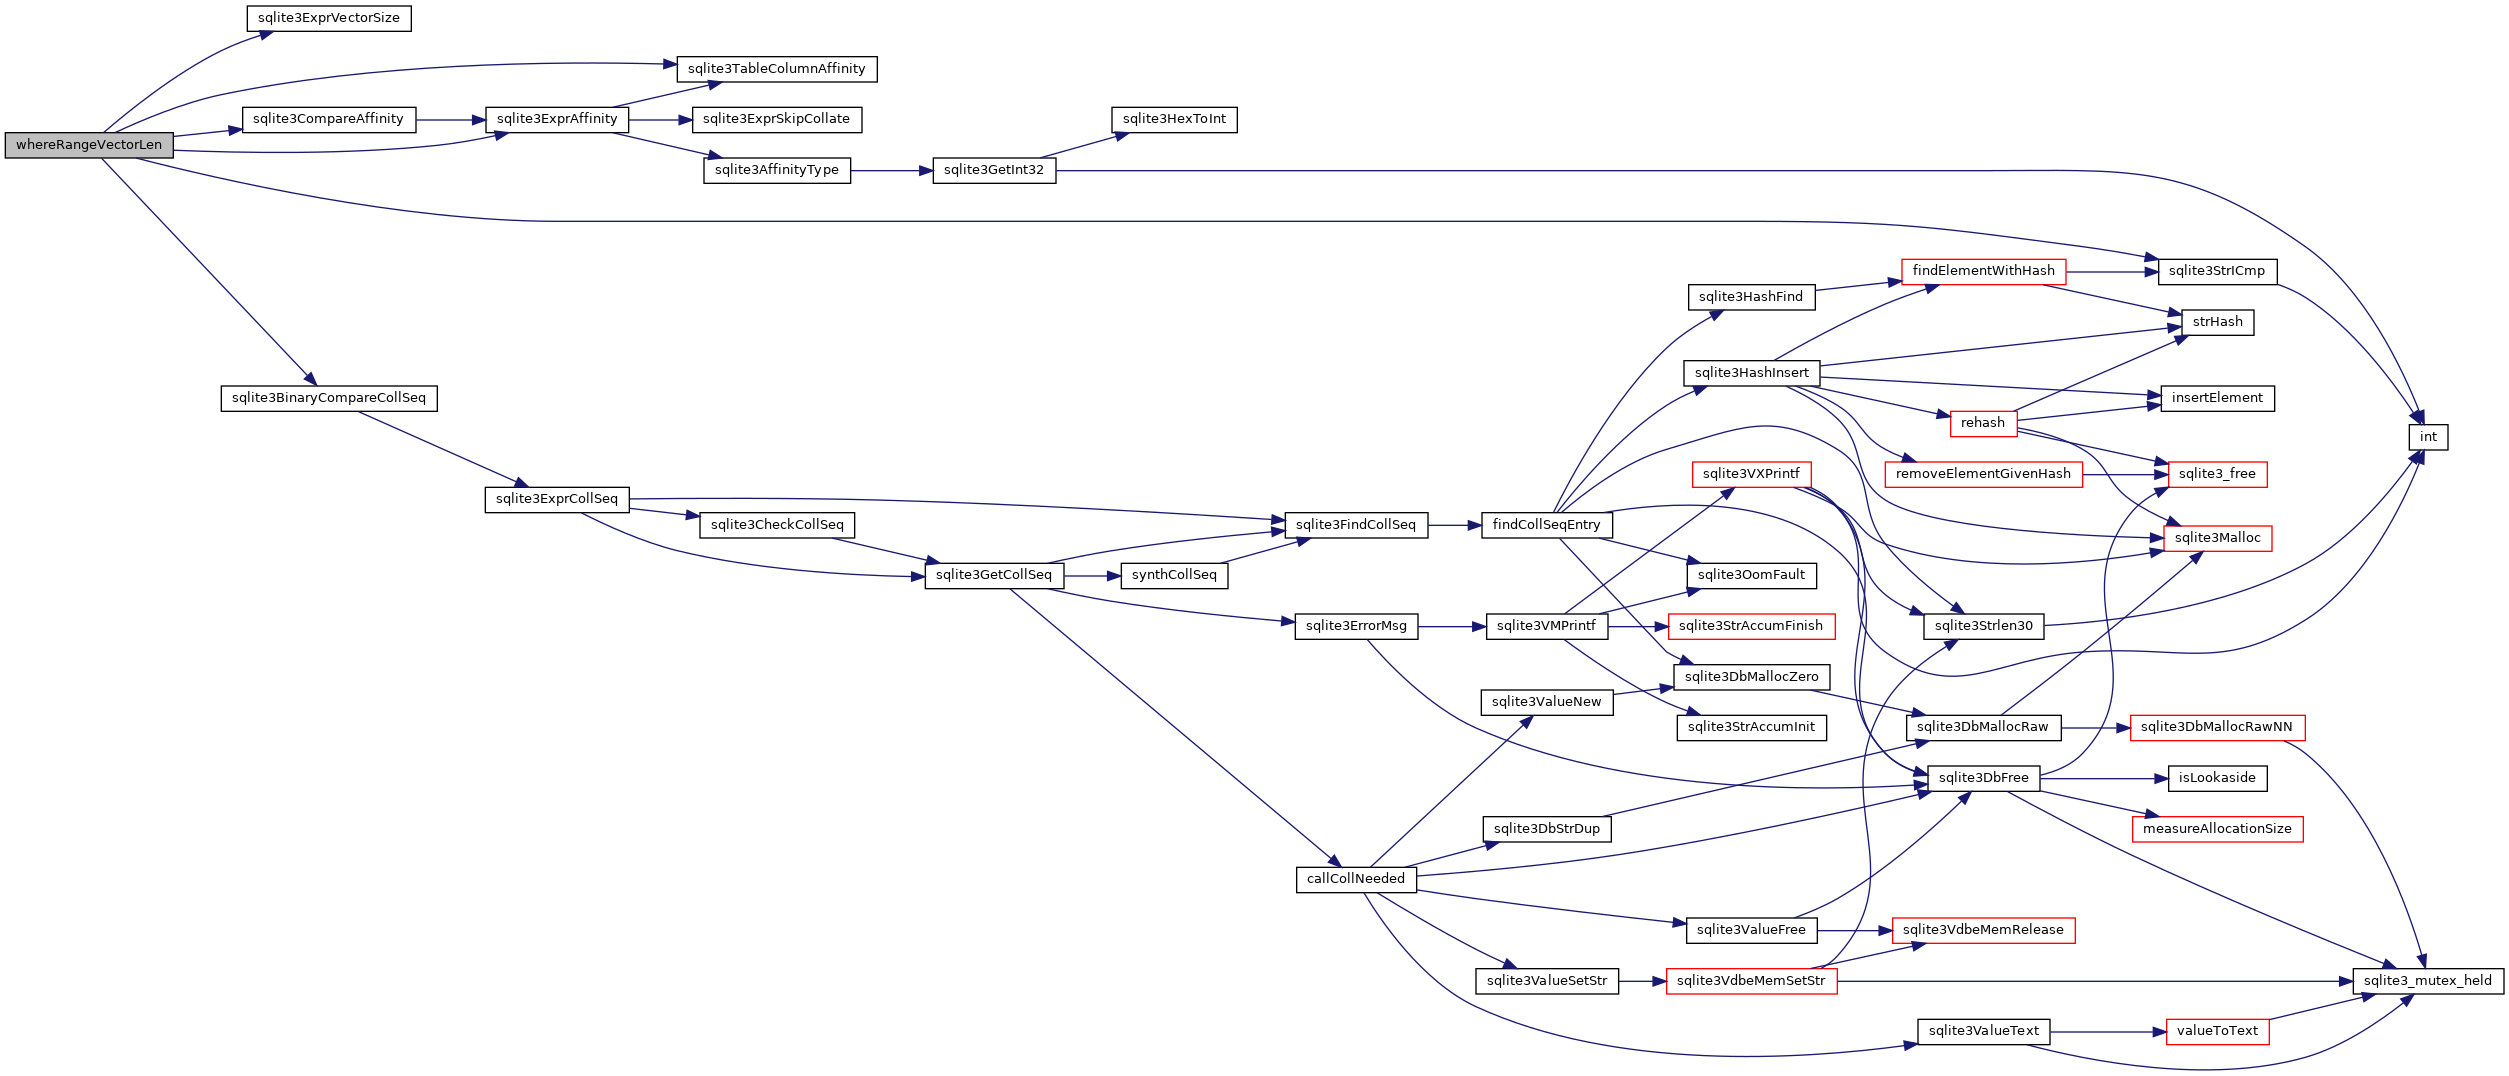 sqlite3ExprVectorSize
sqlite3TableColumnAffinity
sqlite3CompareAffinity
sqlite3ExprAffinity
sqlite3ExprSkipCollate
sqlite3HexToInt
whereRangeVectorLen
sqlite3AffinityType
sqlite3GetInt32
findElementWithHash
sqlite3StrICmp
sqlite3HashFind
strHash
sqlite3HashInsert
sqlite3BinaryCompareCollSeq
insertElement
rehash
int
sqlite3VXPrintf
removeElementGivenHash
sqlite3_free
sqlite3ExprCollSeq
sqlite3CheckCollSeq
sqlite3FindCollSeq
findCollSeqEntry
sqlite3Malloc
sqlite3GetCollSeq
synthCollSeq
sqlite3OomFault
sqlite3ErrorMsg
sqlite3VMPrintf
sqlite3StrAccumFinish
sqlite3Strlen30
sqlite3DbMallocZero
sqlite3ValueNew
sqlite3StrAccumInit
sqlite3DbMallocRaw
sqlite3DbMallocRawNN
sqlite3DbFree
isLookaside
sqlite3DbStrDup
measureAllocationSize
callCollNeeded
sqlite3ValueFree
sqlite3VdbeMemRelease
sqlite3ValueSetStr
sqlite3VdbeMemSetStr
sqlite3_mutex_held
sqlite3ValueText
valueToText